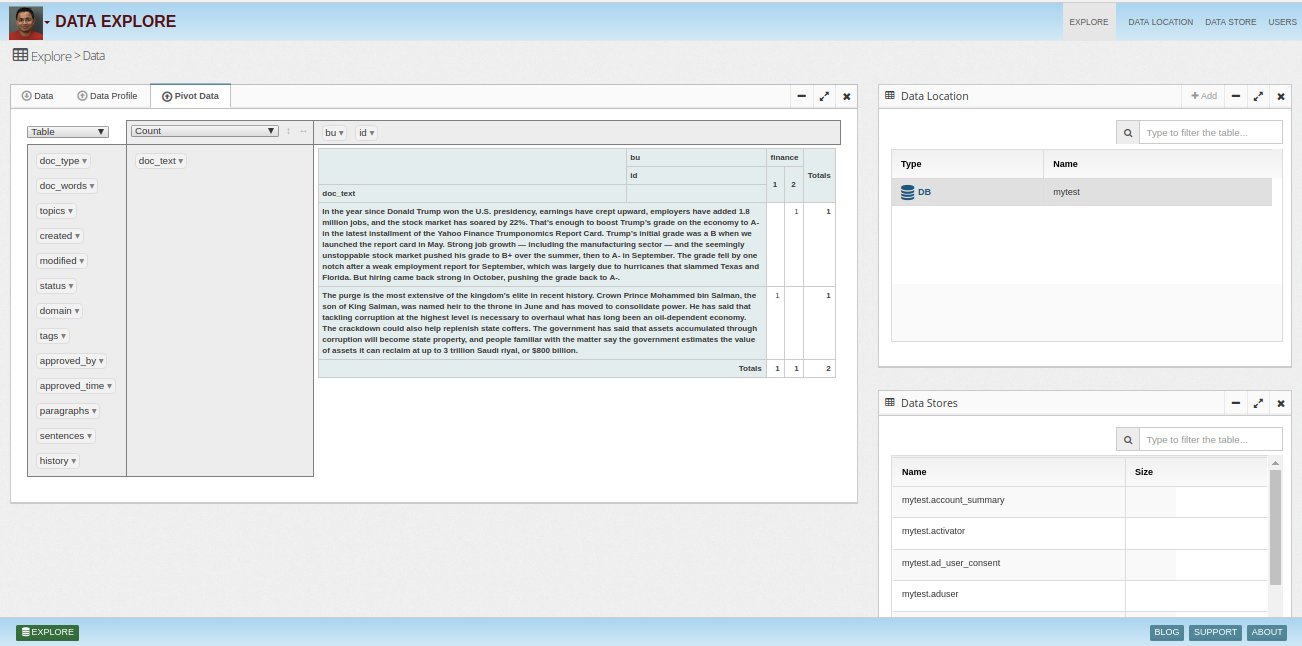 DATA EXPLORE
EXPLORE DATA LOCATION DATA STORE USERS
Explore > Data
Data Data Profile Pivot Data
Table Count bu id
doc_type
doc_words
topics
created
modified
status
domain
tags
approved_by
approved_time
paragraphs
sentences
history
doc_text
bu finance Totals
id 1 2
doc_text
In the year since Donald Trump won the U.S. presidency, earnings have crept upward, employers have added 1.8
million jobs, and the stock market has soared by 22%. That's enough to boost Trump's grade on the economy to A-
in the latest installment of the Yahoo Finance Trumponomics Report Card. Trump's initial grade was a B when we
launched the report card in May. Strong job growth — including the manufacturing sector — and the seemingly
unstoppable stock market pushed his grade to B+ over the summer, then to A- in September. The grade fell by one
notch after a weak employment report for September, which was largely due to hurricanes that slammed Texas and
Florida. But hiring came back strong in October, pushing the grade back to A-.
1 1
The purge is the most extensive of the kingdom's elite in recent history. Crown Prince Mohammed bin Salman, the
son of King Salman, was named heir to the throne in June and has moved to consolidate power. He has said that
tackling corruption at the highest level is necessary to overhaul what has long been an oil-dependent economy.
The crackdown could also help replenish state coffers. The government has said that assets accumulated through
corruption will become state property, and people familiar with the matter say the government estimates the value
of assets it can reclaim at up to 3 trillion Saudi riyal, or $800 billion.
1 1
Totals 1 1 2
Data Location
+ Add
Type to filter the table...
Type Name
DB mytest
Data Stores
Type to filter the table...
Name Size
mytest.account_summary
mytest.activator
mytest.ad_user_consent
mytest.aduser
EXPLORE
BLOG SUPPORT ABOUT